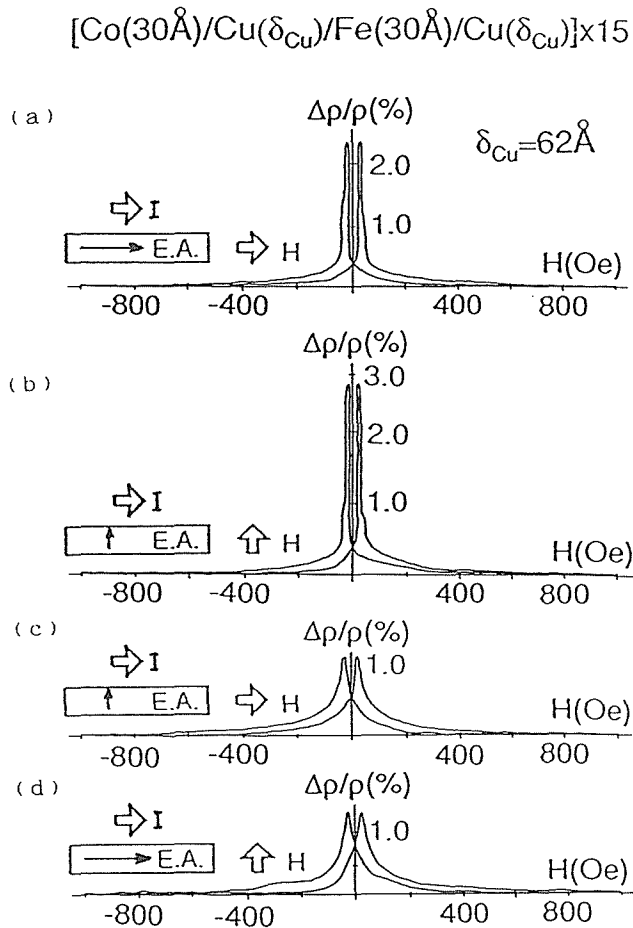 [Co(30Å)/Cu(δCu)/Fe(30Å)/Cu(δCu)]x15
(a)
Δρ/ρ(%)
δCu=62Å
2.0
1.0
⇨ I
E.A.
⇨ H
H(Oe)
-800 -400 400 800
(b)
Δρ/ρ(%)
3.0
2.0
1.0
⇨ I
E.A.
⇧ H
H(Oe)
-800 -400 400 800
(c)
Δρ/ρ(%)
1.0
⇨ I
E.A.
⇨ H
H(Oe)
-800 -400 400 800
(d)
Δρ/ρ(%)
1.0
⇨ I
E.A.
⇧ H
H(Oe)
-800 -400 400 800